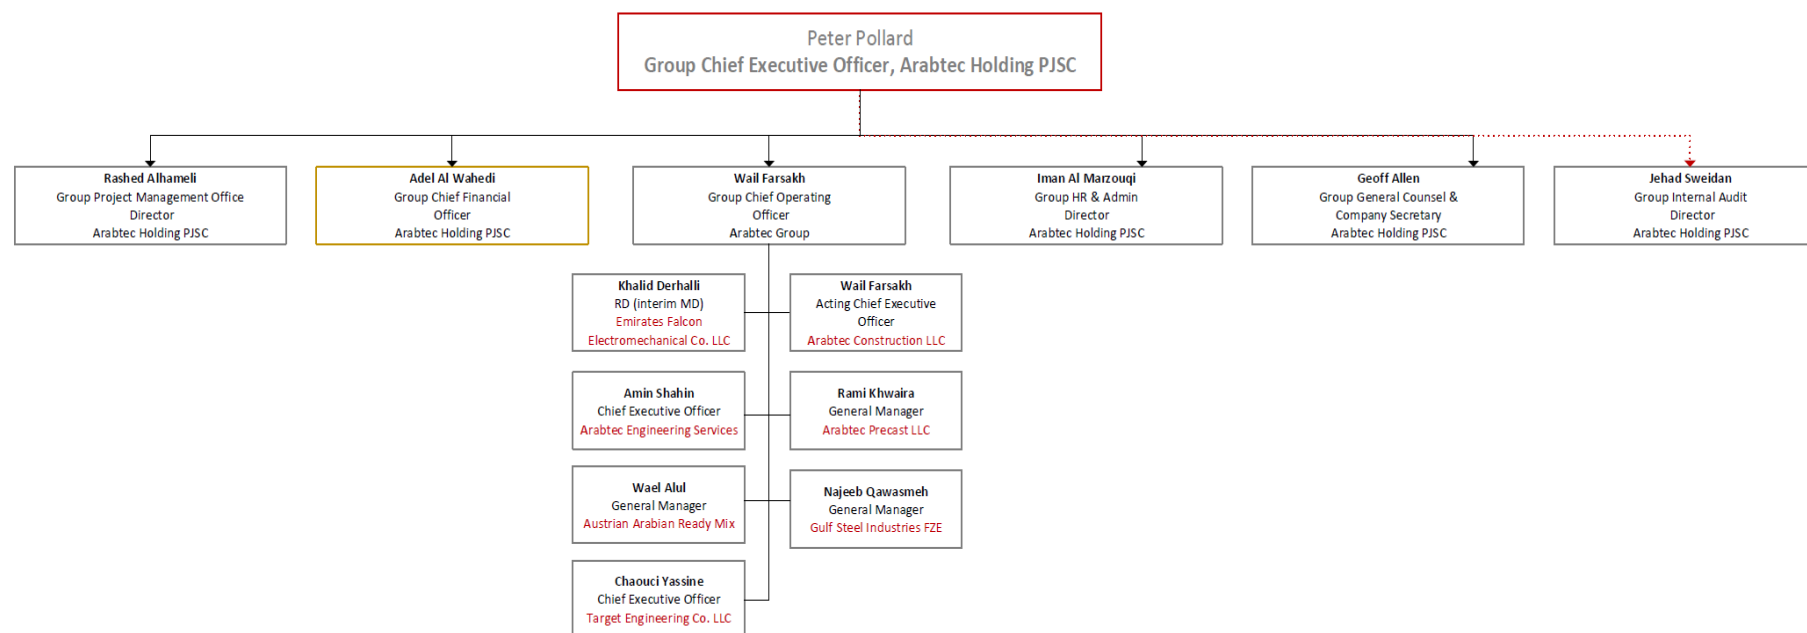 Peter Pollard
Group Chief Executive Officer, Arabtec Holding PJSC
Rashed Alhameli
Group Project Management Office
Director
Arabtec Holding PJSC
Adel Al Wahedi
Group Chief Financial
Officer
Arabtec Holding PJSC
Wail Farsakh
Group Chief Operating
Officer
Arabtec Group
Iman Al Marzouqi
Group HR & Admin
Director
Arabtec Holding PJSC
Geoff Allen
Group General Counsel &
Company Secretary
Arabtec Holding PJSC
Jehad Sweidan
Group Internal Audit
Director
Arabtec Holding PJSC
Khalid Derhalli
RD (interim MD)
Emirates Falcon
Electromechanical Co. LLC
Wail Farsakh
Acting Chief Executive
Officer
Arabtec Construction LLC
Amin Shahin
Chief Executive Officer
Arabtec Engineering Services
Rami Khwaira
General Manager
Arabtec Precast LLC
Wael Alul
General Manager
Austrian Arabian Ready Mix
Najeeb Qawasmeh
General Manager
Gulf Steel Industries FZE
Chaouci Yassine
Chief Executive Officer
Target Engineering Co. LLC